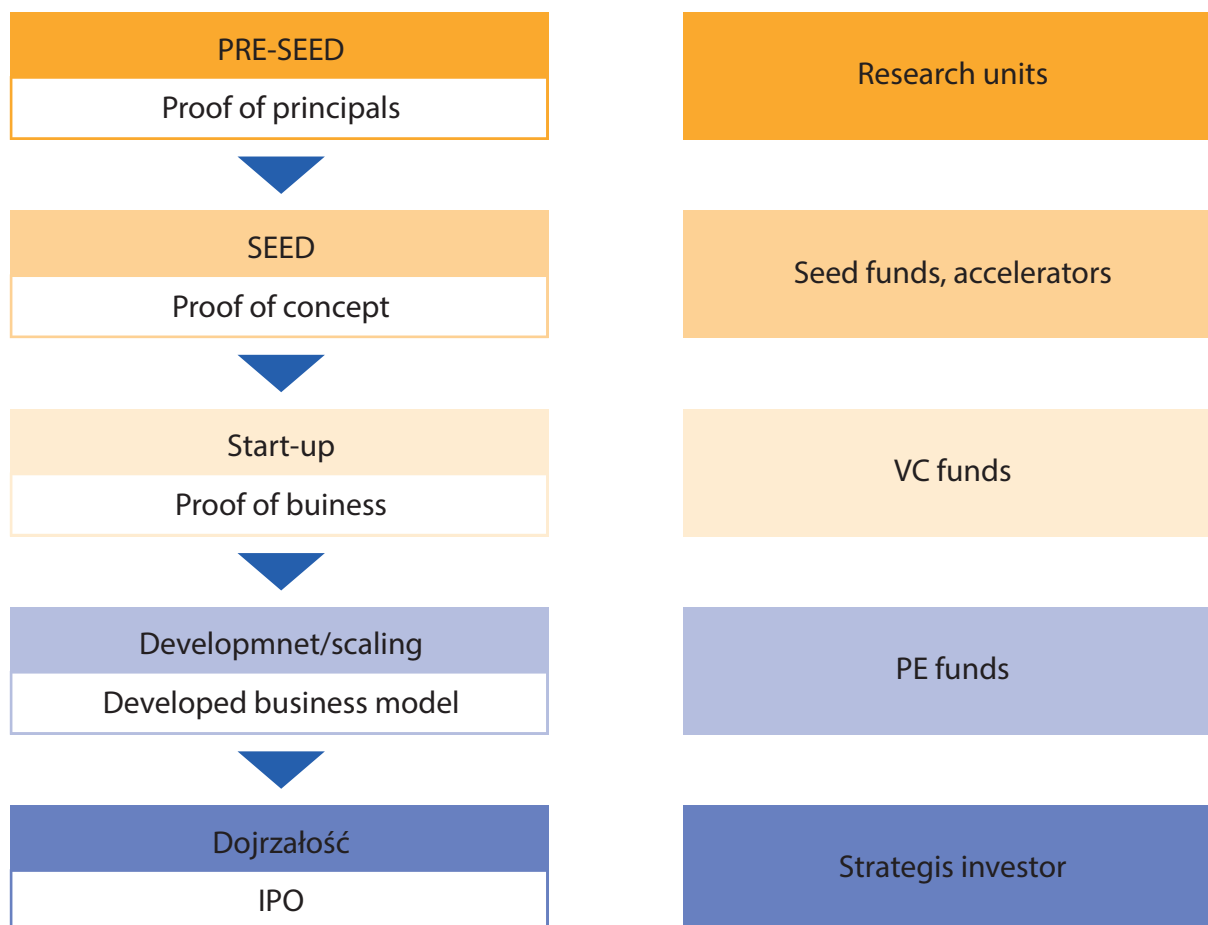 PRE-SEED
Proof of principals
Research units
SEED
Proof of concept
Seed funds, accelerators
Start-up
Proof of buiness
VC funds
Developmnet/scaling
Developed business model
PE funds
Dojrzałość
IPO
Strategis investor